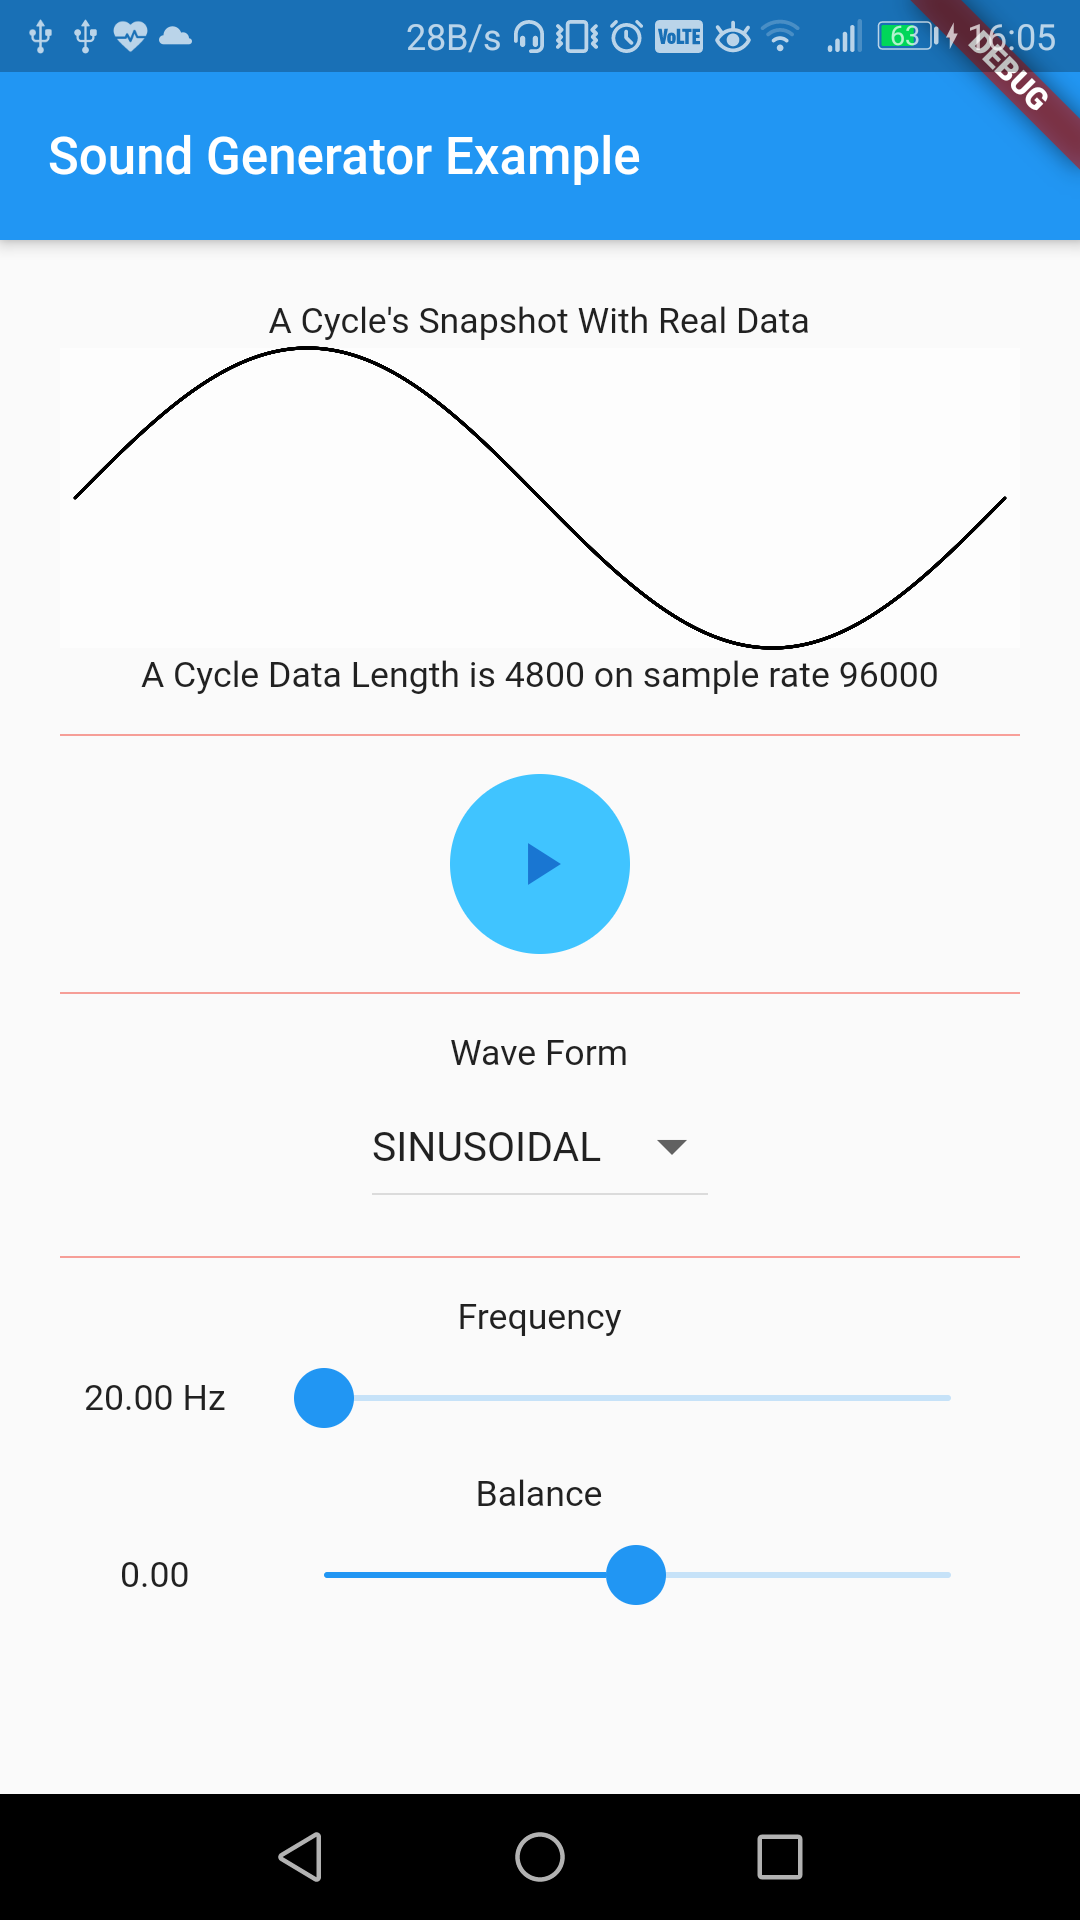 28B/s VoLTE 63 16:05
DEBUG
Sound Generator Example
A Cycle's Snapshot With Real Data
A Cycle Data Length is 4800 on sample rate 96000
Wave Form
SINUSOIDAL
Frequency
20.00 Hz
Balance
0.00